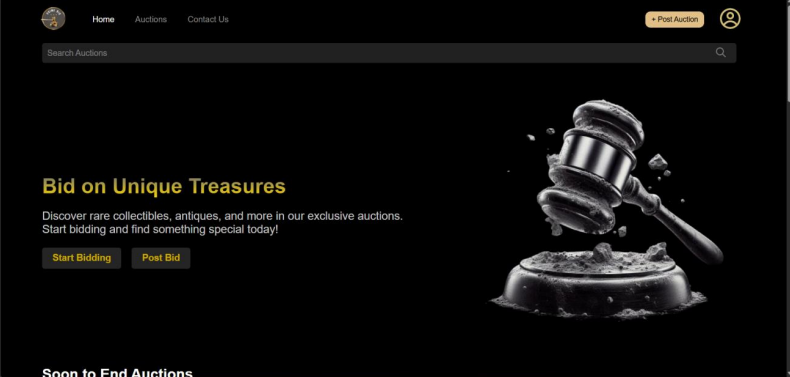 Home
Auctions
Contact Us
+ Post Auction
Search Auctions
Bid on Unique Treasures
Discover rare collectibles, antiques, and more in our exclusive auctions.
Start bidding and find something special today!
Start Bidding
Post Bid
Soon to End Auctions